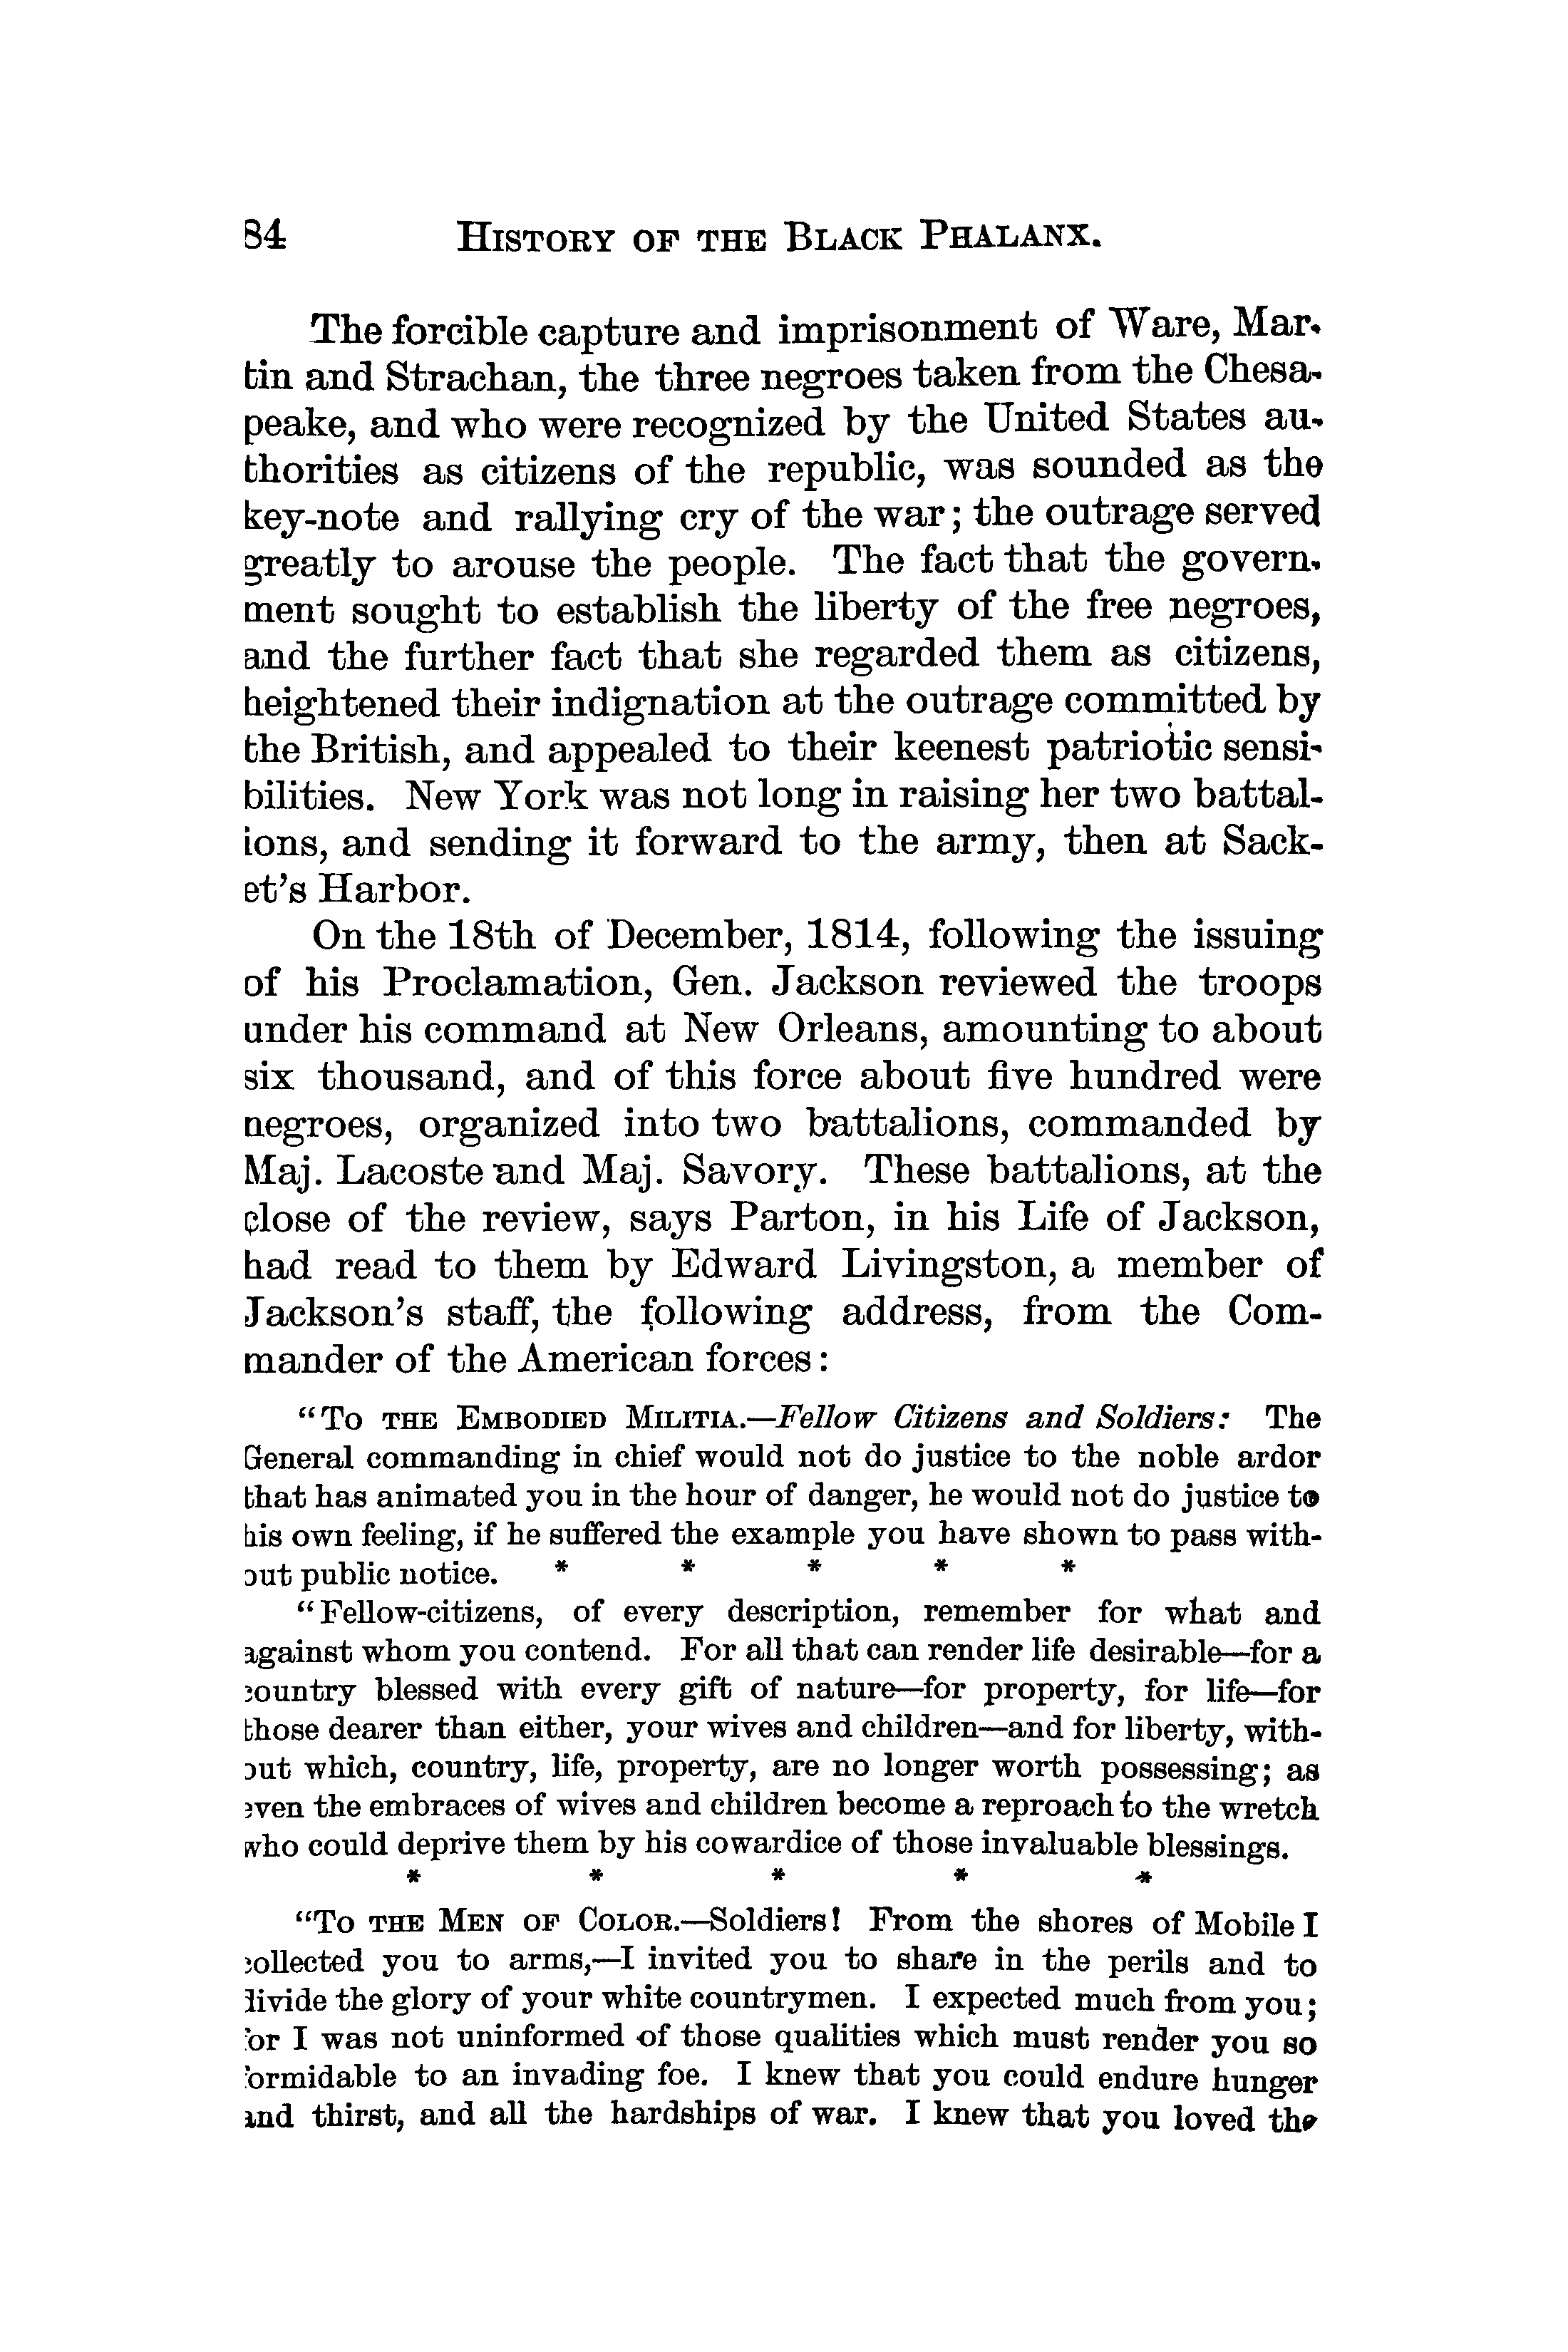 84 HISTORY OF THE BLACK PHALANX.
The forcible capture and imprisonment of Ware, Mar-
tin and Strachan, the three negroes taken from the Chesa-
peake, and who were recognized by the United States au-
thorities as citizens of the republic, was sounded as the
key-note and rallying cry of the war; the outrage served
greatly to arouse the people. The fact that the govern-
ment sought to establish the liberty of the free negroes,
and the further fact that she regarded them as citizens,
heightened their indignation at the outrage committed by
the British, and appealed to their keenest patriotic sensi-
bilities. New York was not long in raising her two battal-
ions, and sending it forward to the army, then at Sack-
et's Harbor.
On the 18th of December, 1814, following the issuing
of his Proclamation, Gen. Jackson reviewed the troops
under his command at New Orleans, amounting to about
six thousand, and of this force about five hundred were
negroes, organized into two battalions, commanded by
Maj. Lacoste and Maj. Savory. These battalions, at the
close of the review, says Parton, in his Life of Jackson,
had read to them by Edward Livingston, a member of
Jackson's staff, the following address, from the Com-
mander of the American forces:
"TO THE EMBODIED MILITIA.—Fellow Citizens and Soldiers: The
General commanding in chief would not do justice to the noble ardor
that has animated you in the hour of danger, he would not do justice to
his own feeling, if he suffered the example you have shown to pass with-
out public notice. * * * * *
"Fellow-citizens, of every description, remember for what and
against whom you contend. For all that can render life desirable—for a
country blessed with every gift of nature—for property, for life—for
those dearer than either, your wives and children—and for liberty, with-
out which, country, life, property, are no longer worth possessing; as
even the embraces of wives and children become a reproach to the wretch
who could deprive them by his cowardice of those invaluable blessings.
* * * * *
"TO THE MEN OF COLOR.—Soldiers! From the shores of Mobile I
collected you to arms,—I invited you to share in the perils and to
divide the glory of your white countrymen. I expected much from you;
for I was not uninformed of those qualities which must render you so
formidable to an invading foe. I knew that you could endure hunger
and thirst, and all the hardships of war. I knew that you loved the